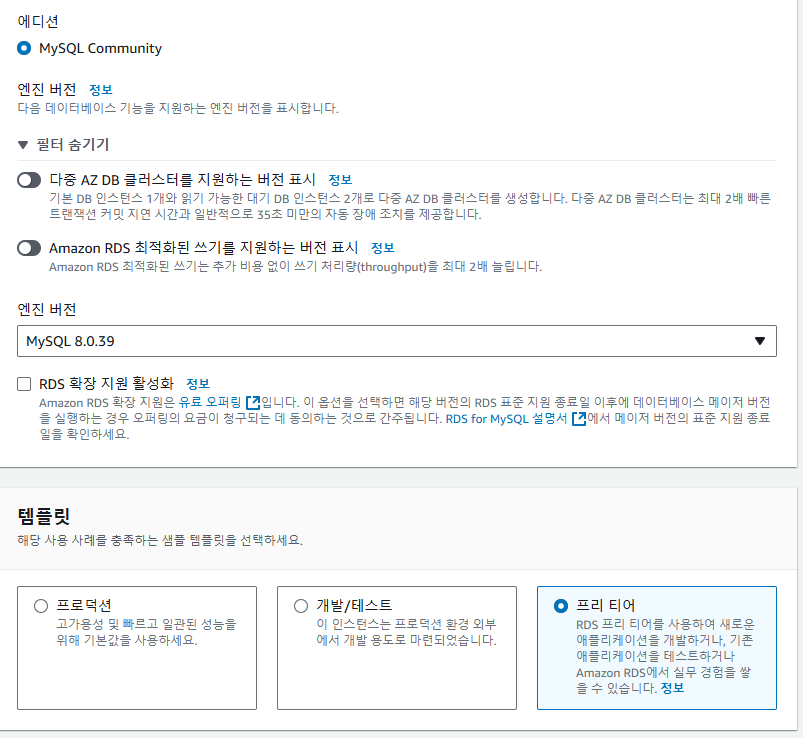 에디션
MySQL Community
엔진 버전 정보
다음 데이터베이스 기능을 지원하는 엔진 버전을 표시합니다.
▼ 필터 숨기기
다중 AZ DB 클러스터를 지원하는 버전 표시 정보
기본 DB 인스턴스 1개와 읽기 가능한 대기 DB 인스턴스 2개로 다중 AZ DB 클러스터를 생성합니다. 다중 AZ DB 클러스터는 최대 2배 빠른
트랜잭션 커밋 지연 시간과 일반적으로 35초 미만의 자동 장애 조치를 제공합니다.
Amazon RDS 최적화된 쓰기를 지원하는 버전 표시 정보
Amazon RDS 최적화된 쓰기는 추가 비용 없이 쓰기 처리량(throughput)을 최대 2배 늘립니다.
엔진 버전
MySQL 8.0.39
RDS 확장 지원 활성화 정보
Amazon RDS 확장 지원은 유료 오퍼링입니다. 이 옵션을 선택하면 해당 버전의 RDS 표준 지원 종료일 이후에 데이터베이스 메이저 버전
을 실행하는 경우 오퍼링의 요금이 청구되는 데 동의하는 것으로 간주됩니다. RDS for MySQL 설명서에서 메이저 버전의 표준 지원 종료
일을 확인하세요.
템플릿
해당 사용 사례를 충족하는 샘플 템플릿을 선택하세요.
프로덕션
고가용성 및 빠르고 일관된 성능을
위해 기본값을 사용하세요.
개발/테스트
이 인스턴스는 프로덕션 환경 외부
에서 개발 용도로 마련되었습니다.
프리 티어
RDS 프리 티어를 사용하여 새로운
애플리케이션을 개발하거나, 기존
애플리케이션을 테스트하거나
Amazon RDS에서 실무 경험을 쌓
을 수 있습니다. 정보